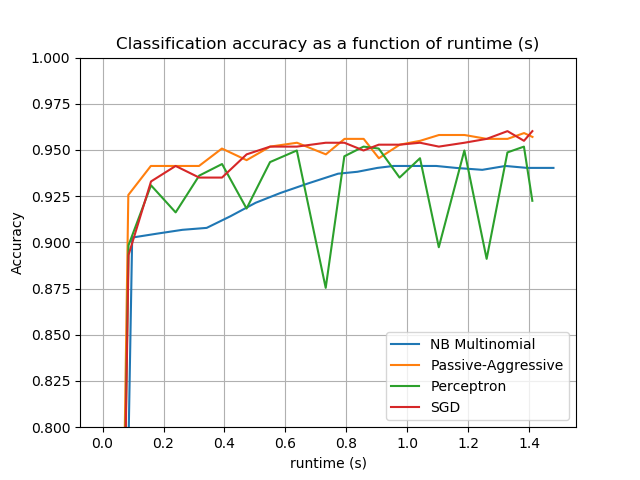 Classification accuracy as a function of runtime (s)
1.000
0.975
0.950
0.925
0.900
0.875
0.850
0.825
0.800
Accuracy
0.0 0.2 0.4 0.6 0.8 1.0 1.2 1.4
runtime (s)
NB Multinomial
Passive-Aggressive
Perceptron
SGD